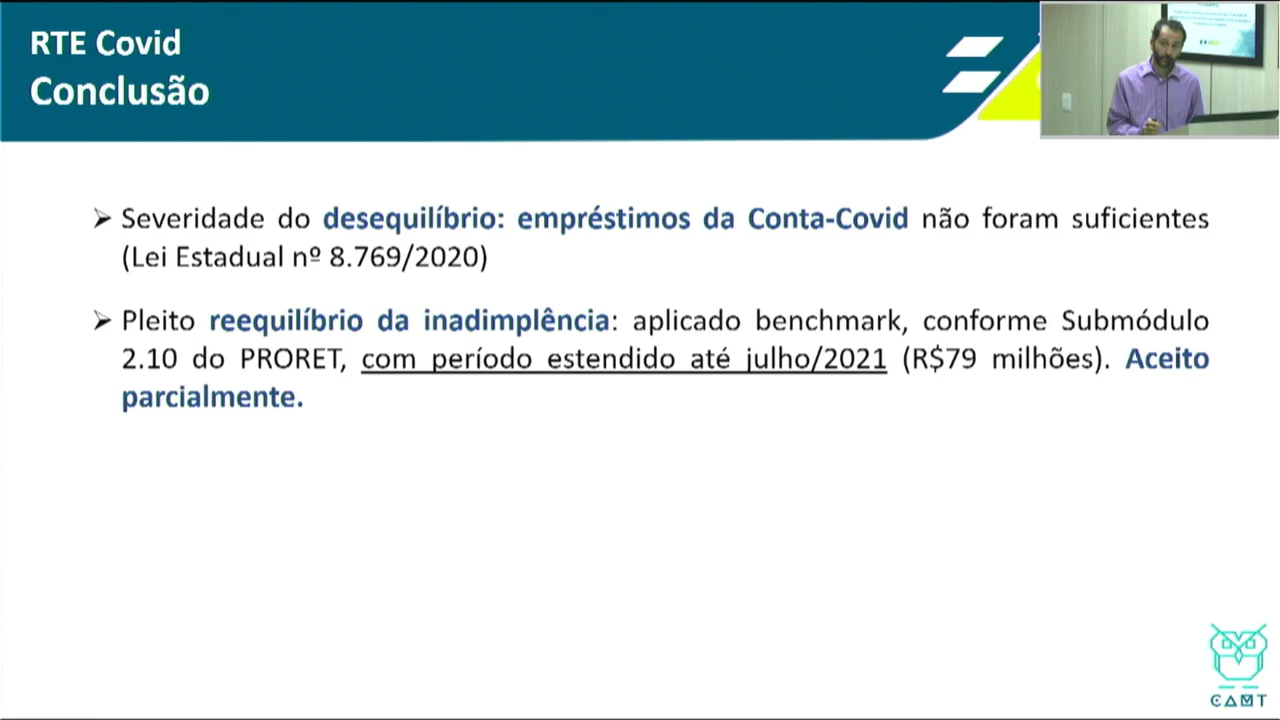 RTE Covid
Conclusão
➢ Severidade do desequilíbrio: empréstimos da Conta-Covid não foram suficientes
(Lei Estadual nº 8.769/2020)
➢ Pleito reequilíbrio da inadimplência: aplicado benchmark, conforme Submódulo
2.10 do PRORET, com período estendido até julho/2021 (R$79 milhões). Aceito
parcialmente.
CAMT